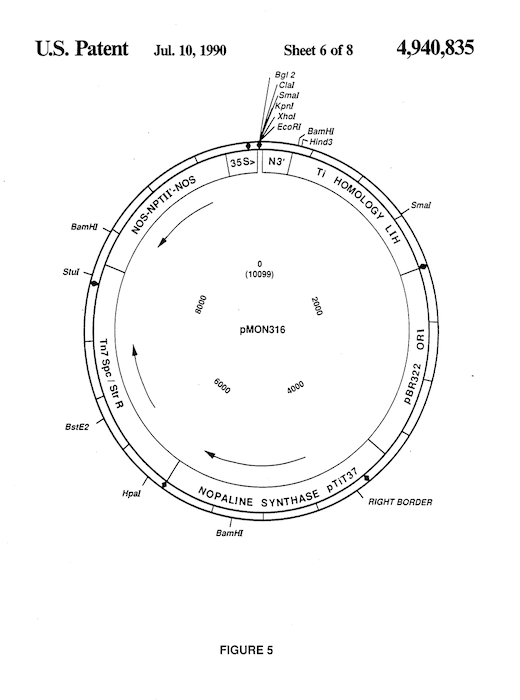 U.S. Patent Jul. 10, 1990 Sheet 6 of 8 4,940,835
Bgl 2
ClaI
SmaI
KpnI
XhoI
EcoRI
BamHI
Hind3
35S>
N3'
Ti HOMOLOGY LIH
NOS-NPTII'-NOS
SmaI
BamHI
StuI
0
(10099)
8000
2000
pMON316
pBR322 ORI
Tn7 Spc / Str R
6000
4000
BstE2
HpaI
NOPALINE SYNTHASE pTiT37
RIGHT BORDER
BamHI
FIGURE 5